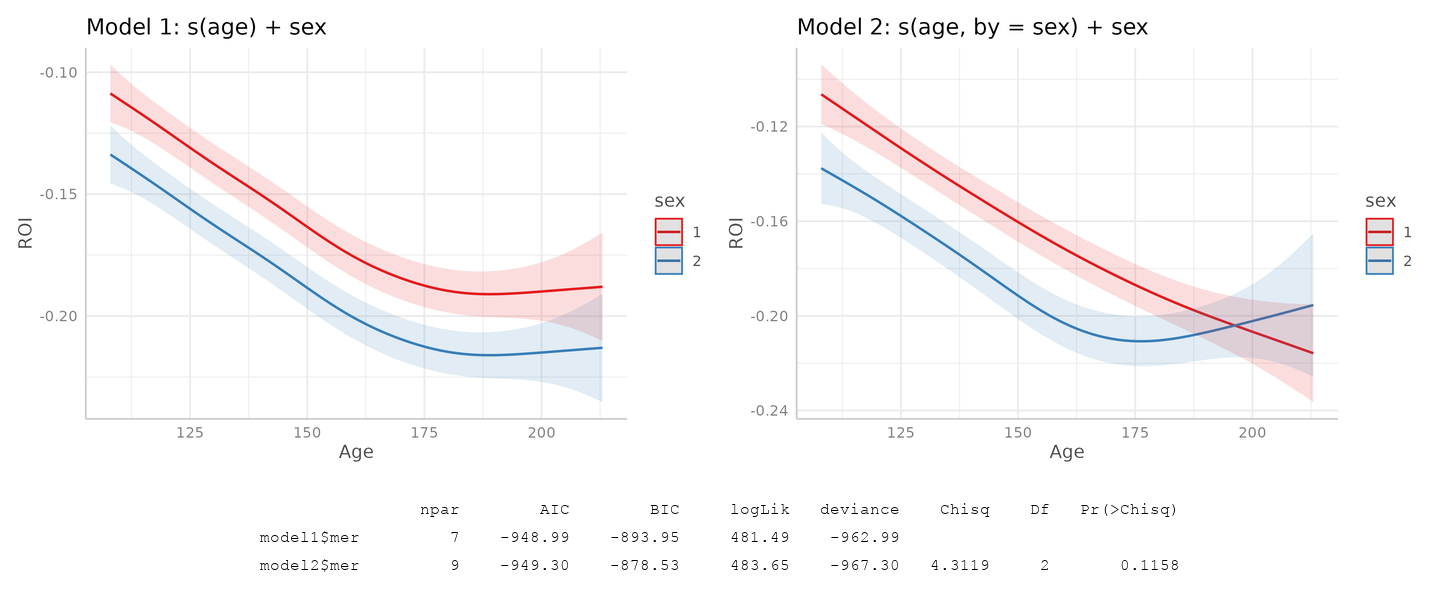 Model 1: s(age) + sex
-0.10
-0.15
-0.20
ROI
125 150 175 200
Age
sex
1
2
Model 2: s(age, by = sex) + sex
-0.12
-0.16
-0.20
-0.24
ROI
125 150 175 200
Age
sex
1
2
npar AIC BIC logLik deviance Chisq Df Pr(>Chisq)
model1$mer 7 -948.99 -893.95 481.49 -962.99
model2$mer 9 -949.30 -878.53 483.65 -967.30 4.3119 2 0.1158